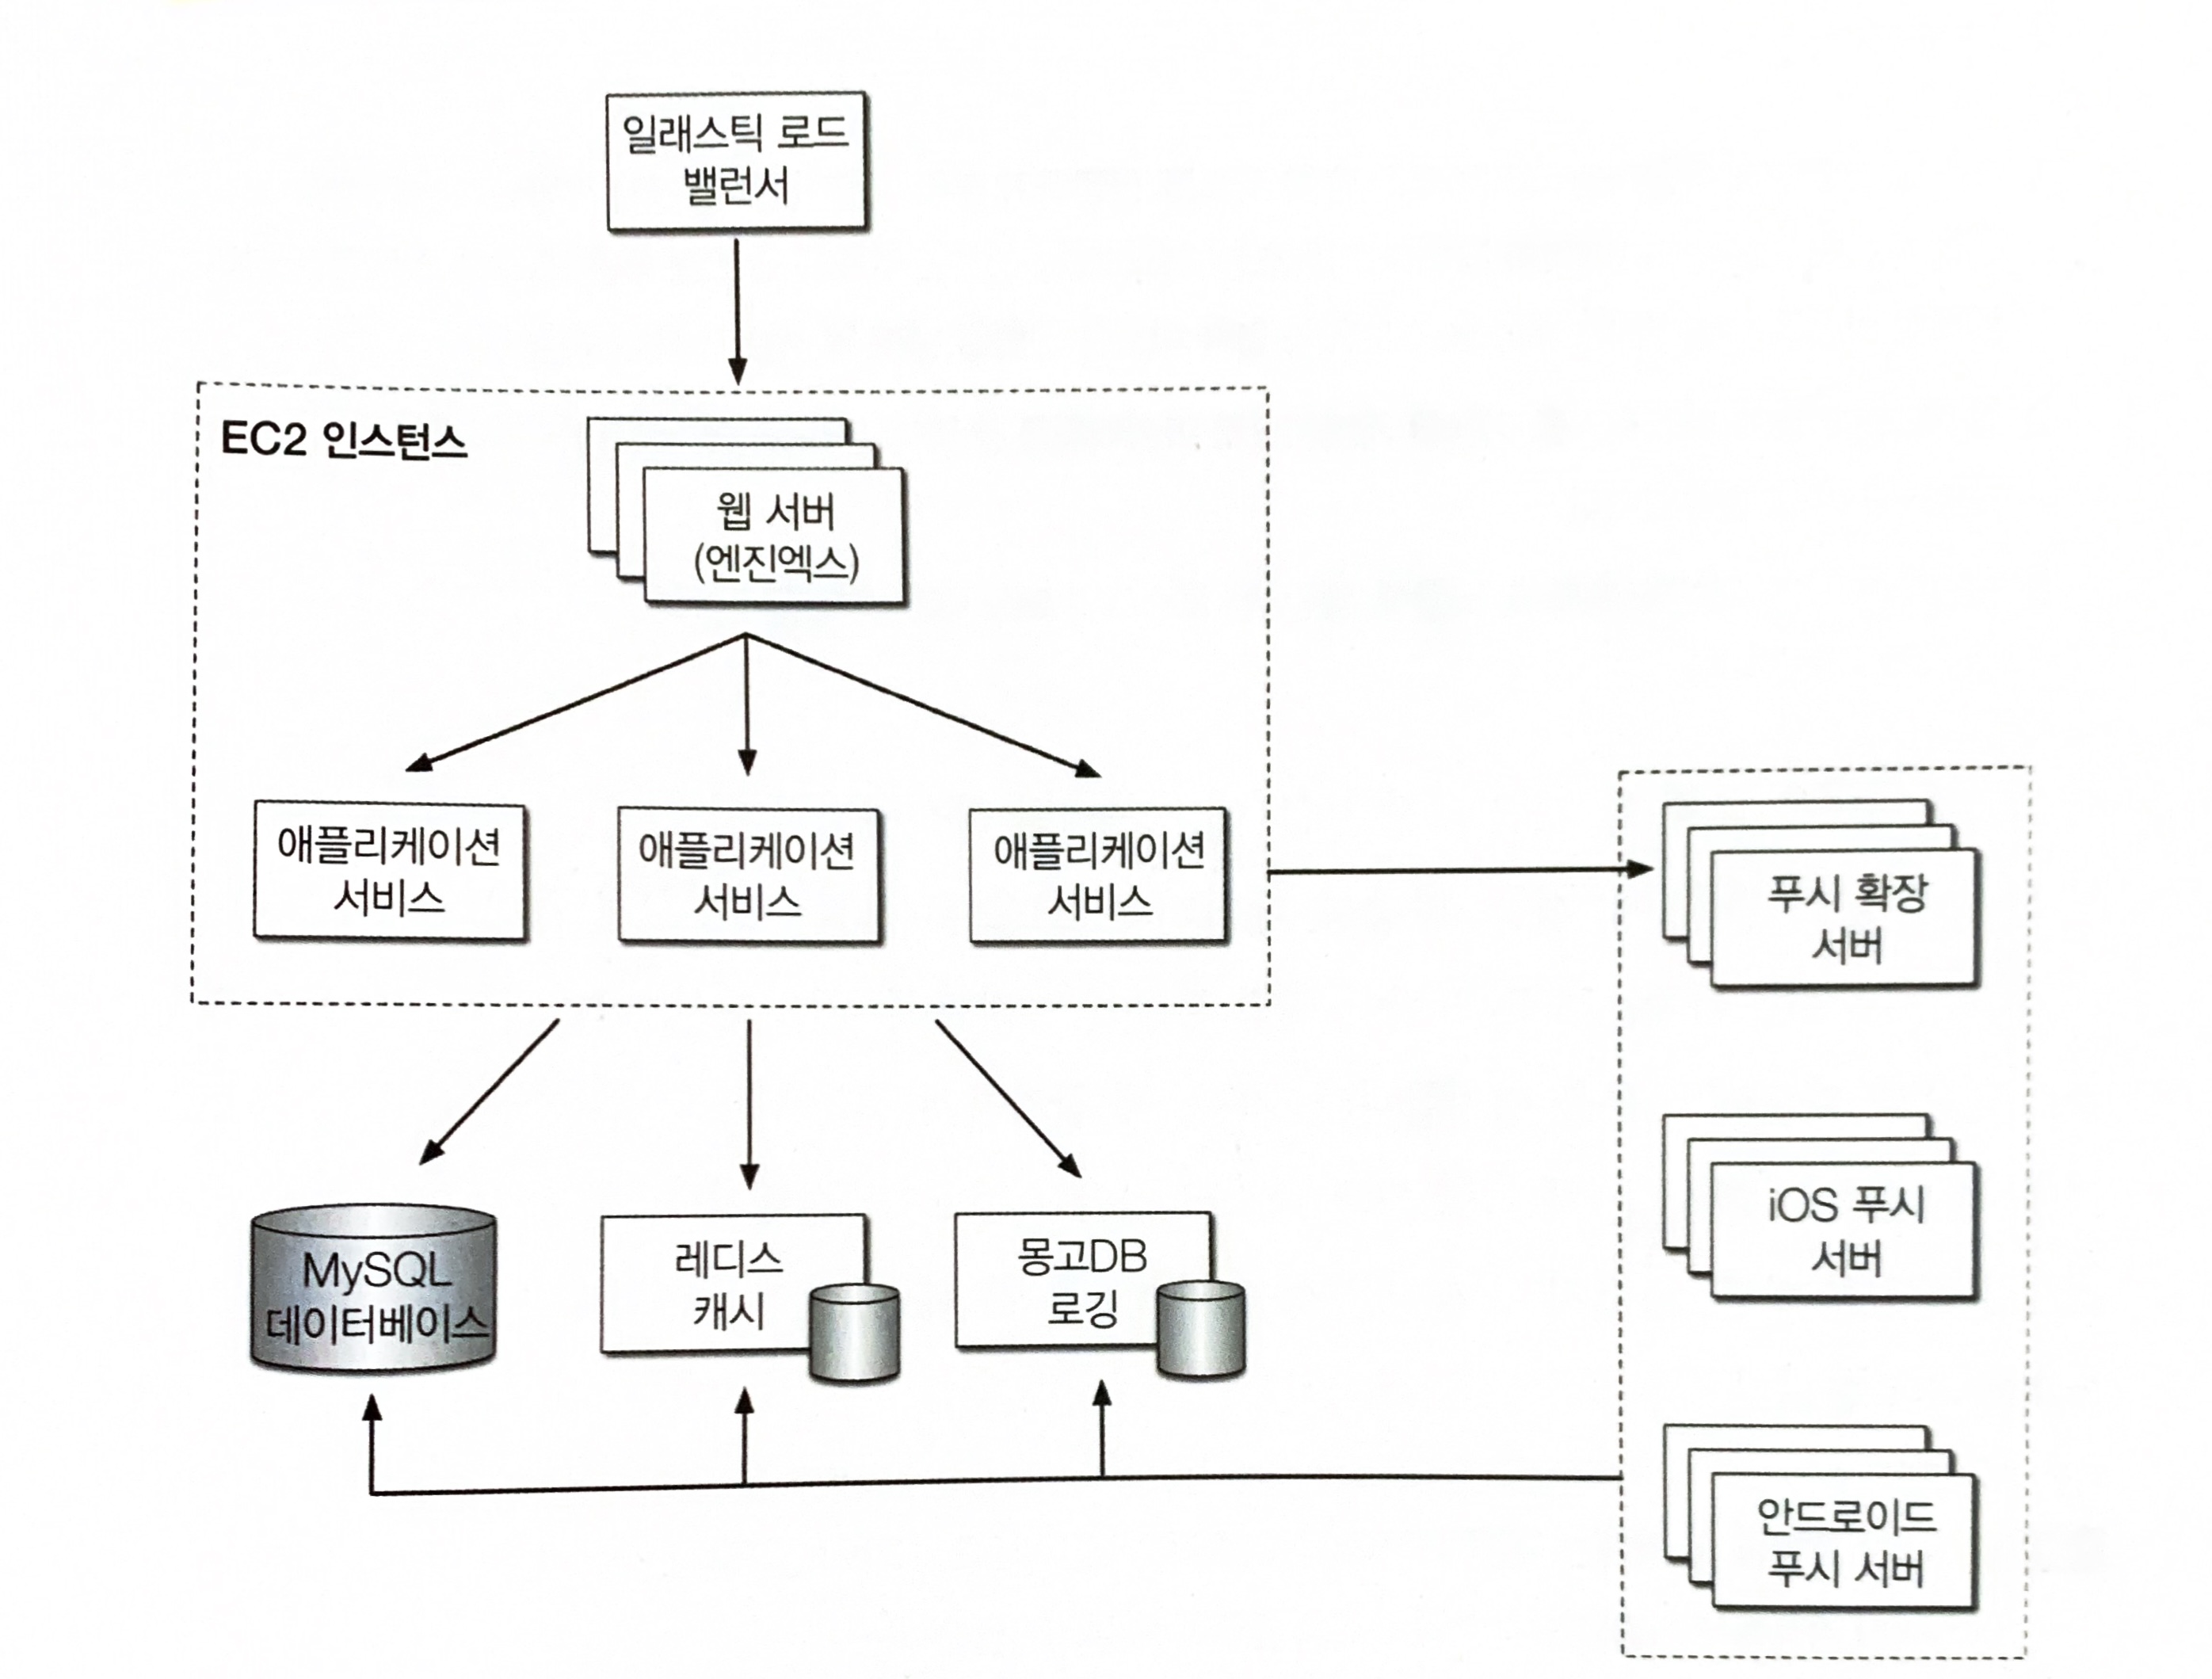 일래스틱 로드
밸런서
EC2 인스턴스
웹 서버
(엔진엑스)
애플리케이션
서비스
애플리케이션
서비스
애플리케이션
서비스
푸시 확장
서버
iOS 푸시
서버
안드로이드
푸시 서버
MySQL
데이터베이스
레디스
캐시
몽고DB
로깅